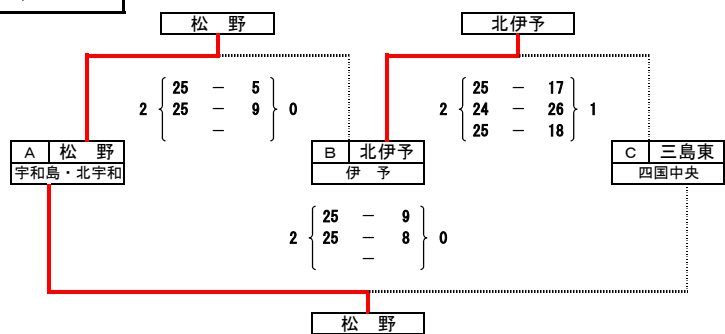 松 野
北伊予
25 － 5
2 25 － 9 0
－
25 － 17
2 24 － 26 1
25 － 18
A 松 野
宇和島・北宇和
B 北伊予
伊 予
C 三島東
四国中央
25 － 9
2 25 － 8 0
－
松 野